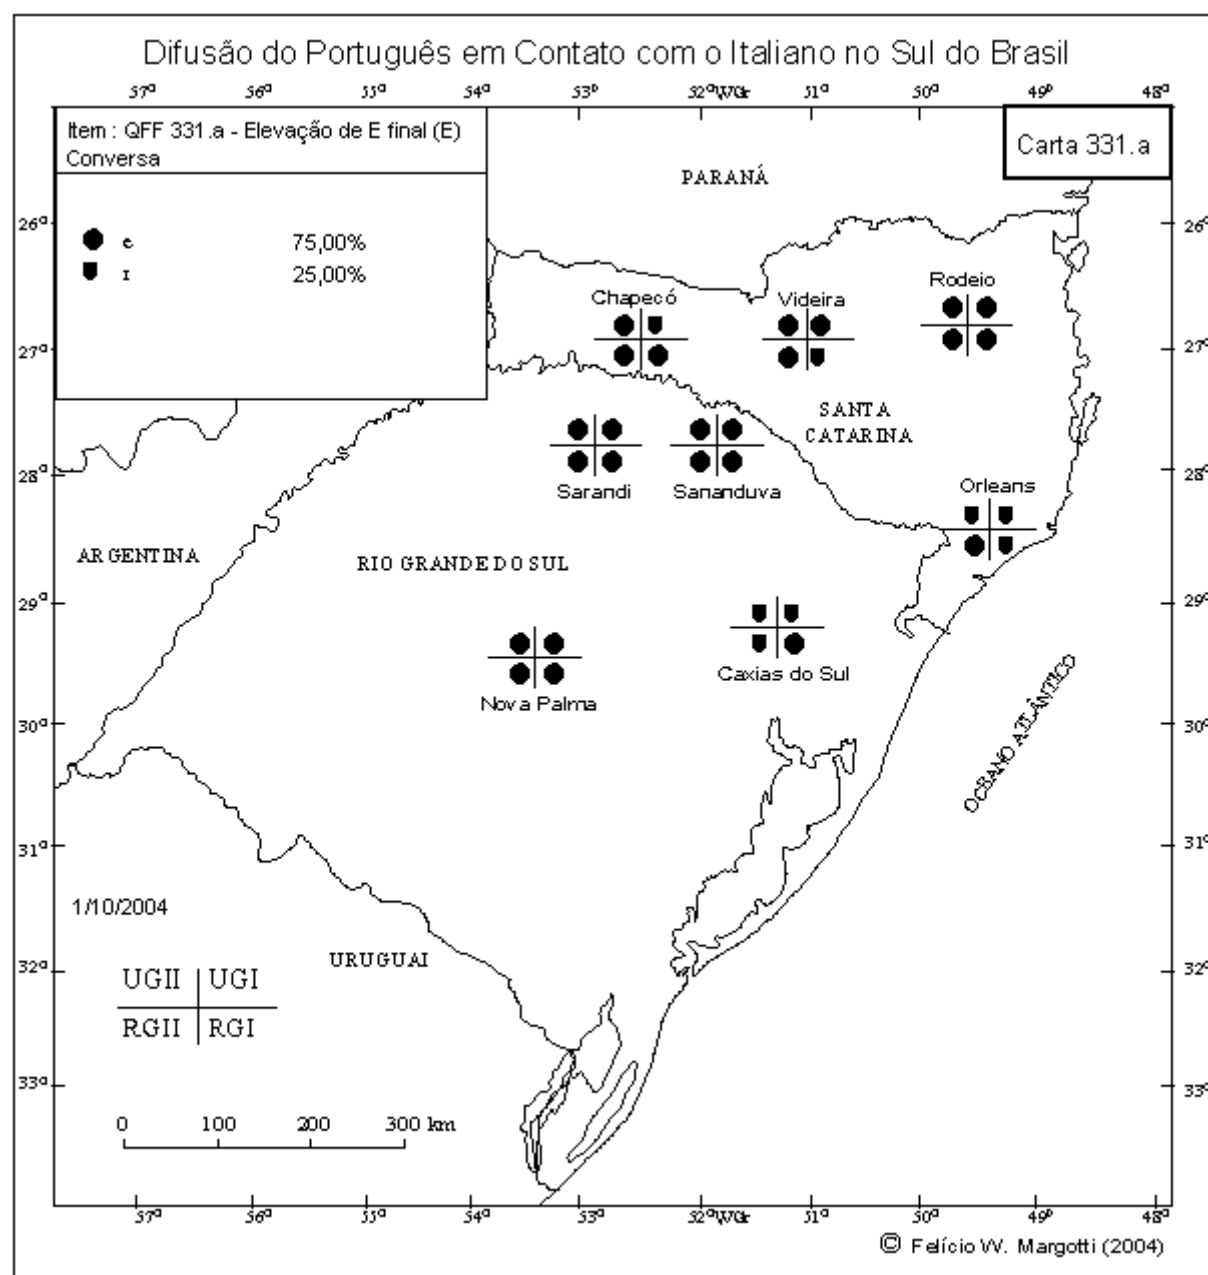 Difusão do Português em Contato com o Italiano no Sul do Brasil
57º 56º 55º 54º 53º 52º WGr 51º 50º 49º 48º
Item : QFF 331.a - Elevação de E final (E)
Conversa
e 75,00%
ɪ 25,00%
Carta 331.a
PARANÁ
26º 26º
Rodeio
Chapecó Videira
27º 27º
SANTA
CATARINA
28º 28º
Sarandi Sananduva
Orleans
ARGENTINA
RIO GRANDE DO SUL
29º 29º
Caxias do Sul
Nova Palma
OCEANO ATLÂNTICO
30º 30º
31º 31º
1/10/2004
URUGUAI
32º 32º
UGII UGI
RGII RGI
33º 33º
0 100 200 300 km
57º 56º 55º 54º 53º 52º WGr 51º 50º 49º 48º
© Felício W. Margotti (2004)